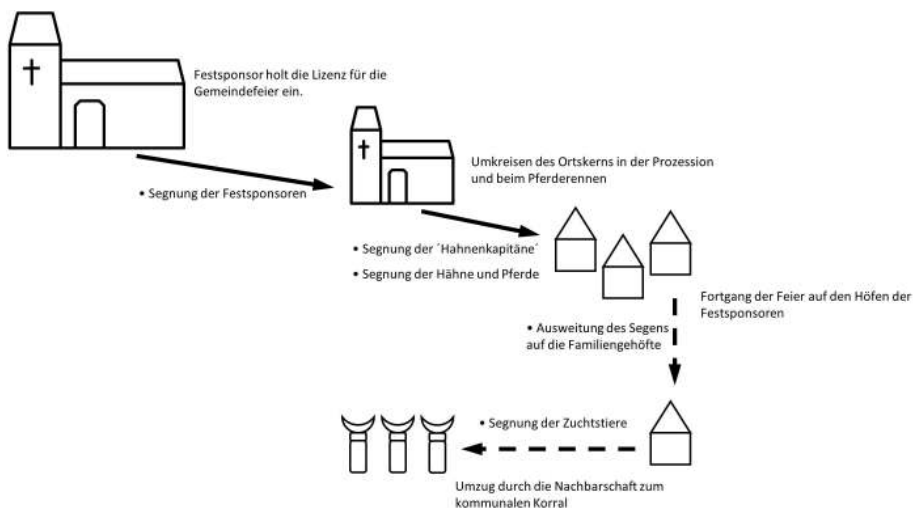 Festsponsor holt die Lizenz für die
Gemeindefeier ein.
• Segnung der Festsponsoren
Umkreisen des Ortskerns in der Prozession
und beim Pferderennen
• Segnung der ´Hahnenkapitäne´
• Segnung der Hähne und Pferde
Fortgang der Feier auf den Höfen der
Festsponsoren
• Ausweitung des Segens
auf die Familiengehöfte
• Segnung der Zuchtstiere
Umzug durch die Nachbarschaft zum
kommunalen Korral